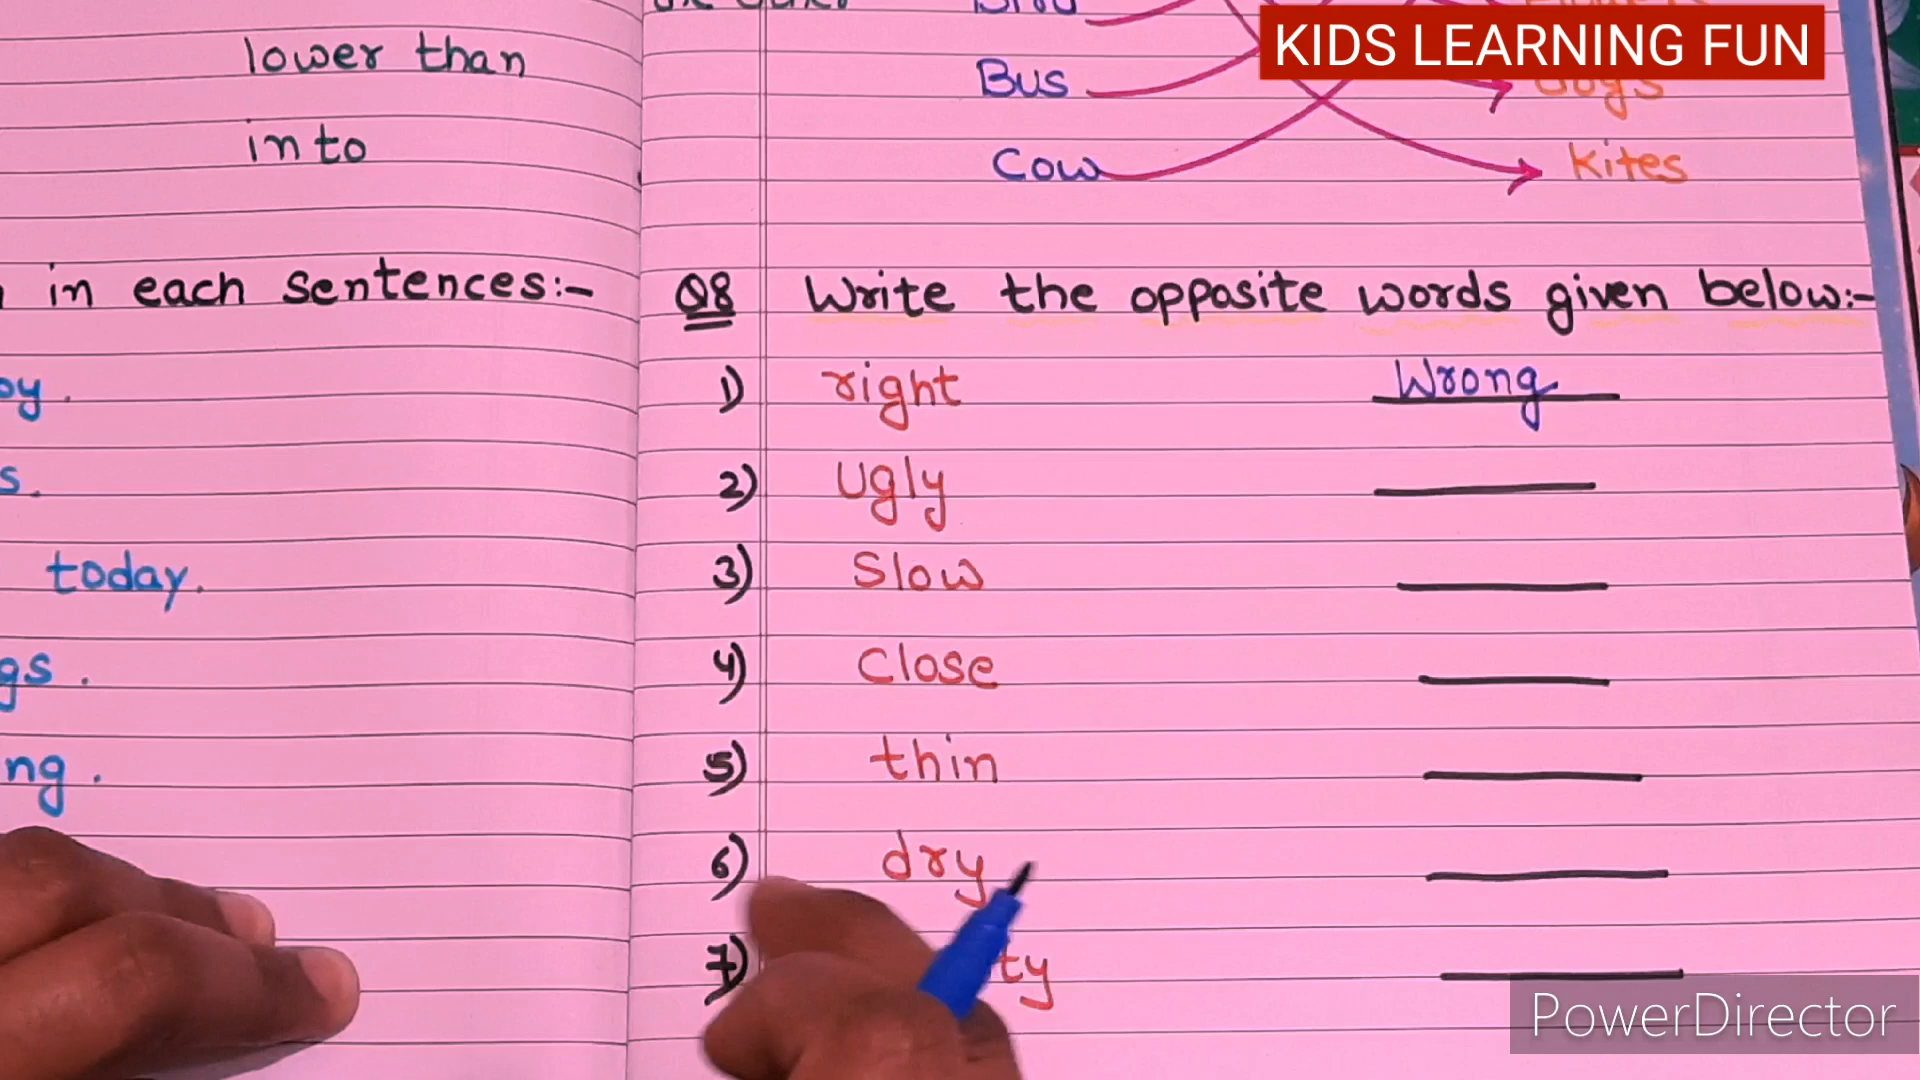 KIDS LEARNING FUN
lower than
into
in each sentences:-
today.
Bus
Cow
Kites
Q8 Write the opposite words given below:-
1) right Wrong
2) Ugly
3) Slow
4) Close
5) thin
6) dry
7)
PowerDirector